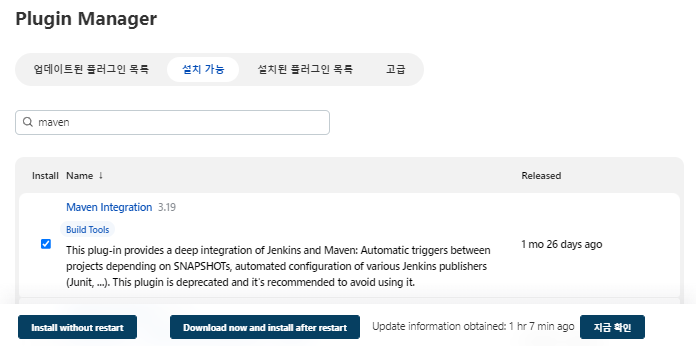 Plugin Manager
업데이트된 플러그인 목록 설치 가능 설치된 플러그인 목록 고급
maven
Install Name ↓ Released
Maven Integration 3.19
Build Tools
This plug-in provides a deep integration of Jenkins and Maven: Automatic triggers between
projects depending on SNAPSHOTs, automated configuration of various Jenkins publishers
(Junit, ...). This plugin is deprecated and it's recommended to avoid using it.
1 mo 26 days ago
Install without restart Download now and install after restart Update information obtained: 1 hr 7 min ago 지금 확인